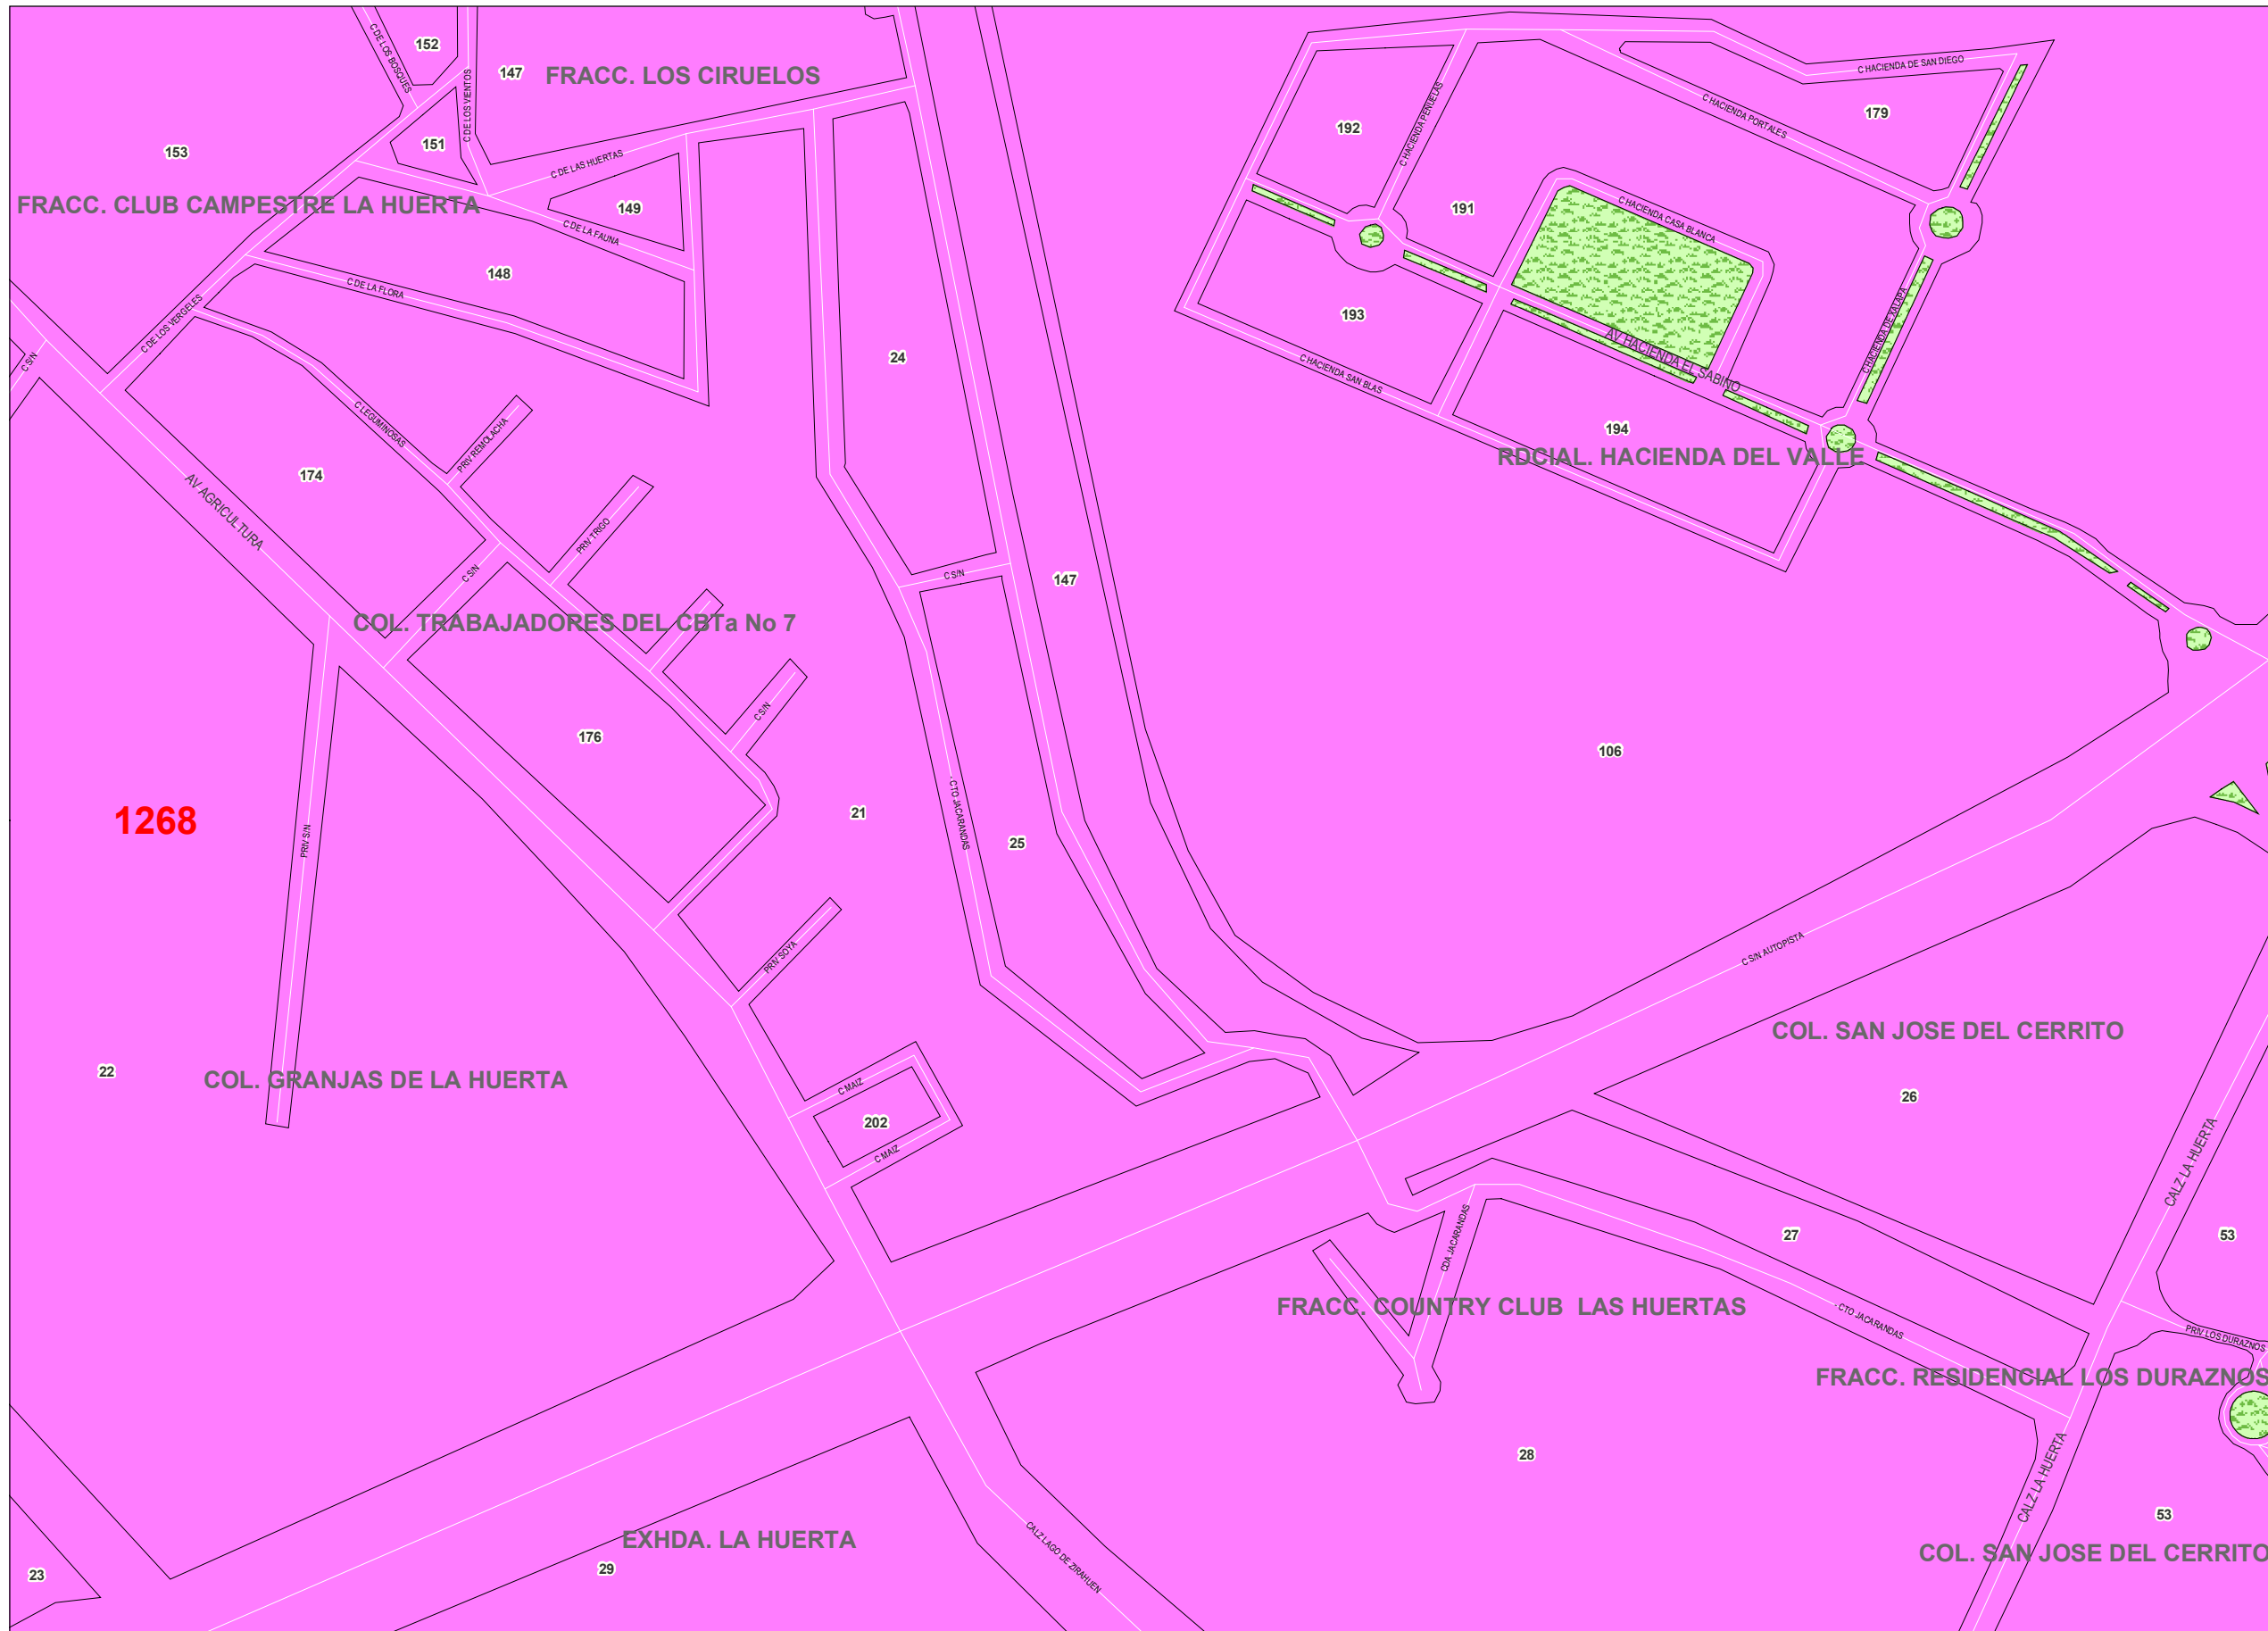 152
C DE LOS BOSQUES
147
FRACC. LOS CIRUELOS
C DE LOS VIENTOS
153
151
C DE LAS HUERTAS
FRACC. CLUB CAMPESTRE LA HUERTA
149
C DE LA FAUNA
148
C DE LA FLORA
C DE LOS VERGELES
C S/N
24
C HACIENDA DE SAN DIEGO
C HACIENDA PORTALES
179
192
C HACIENDA PEÑUELAS
191
C HACIENDA CASA BLANCA
193
C HACIENDA DE XALAPA
AV HACIENDA EL SABINO
C HACIENDA SAN BLAS
194
RDCIAL. HACIENDA DEL VALLE
C LEGUMINOSAS
PRIV REMOLACHA
174
AV AGRICULTURA
PRIV TRIGO
C S/N
C S/N
147
COL. TRABAJADORES DEL CBTa No 7
C S/N
176
106
1268
PRIV S/N
21
CTO JACARANDAS
25
C S/N AUTOPISTA
PRIV SOYA
COL. SAN JOSE DEL CERRITO
22
COL. GRANJAS DE LA HUERTA
C MAIZ
26
202
C MAIZ
CALZ LA HUERTA
27
53
CDA JACARANDAS
FRACC. COUNTRY CLUB LAS HUERTAS
CTO JACARANDAS
PRIV LOS DURAZNOS
FRACC. RESIDENCIAL LOS DURAZNOS
28
CALZ LA HUERTA
53
EXHDA. LA HUERTA
COL. SAN JOSE DEL CERRITO
23
29
CALZ LAGO DE ZIRAHUEN